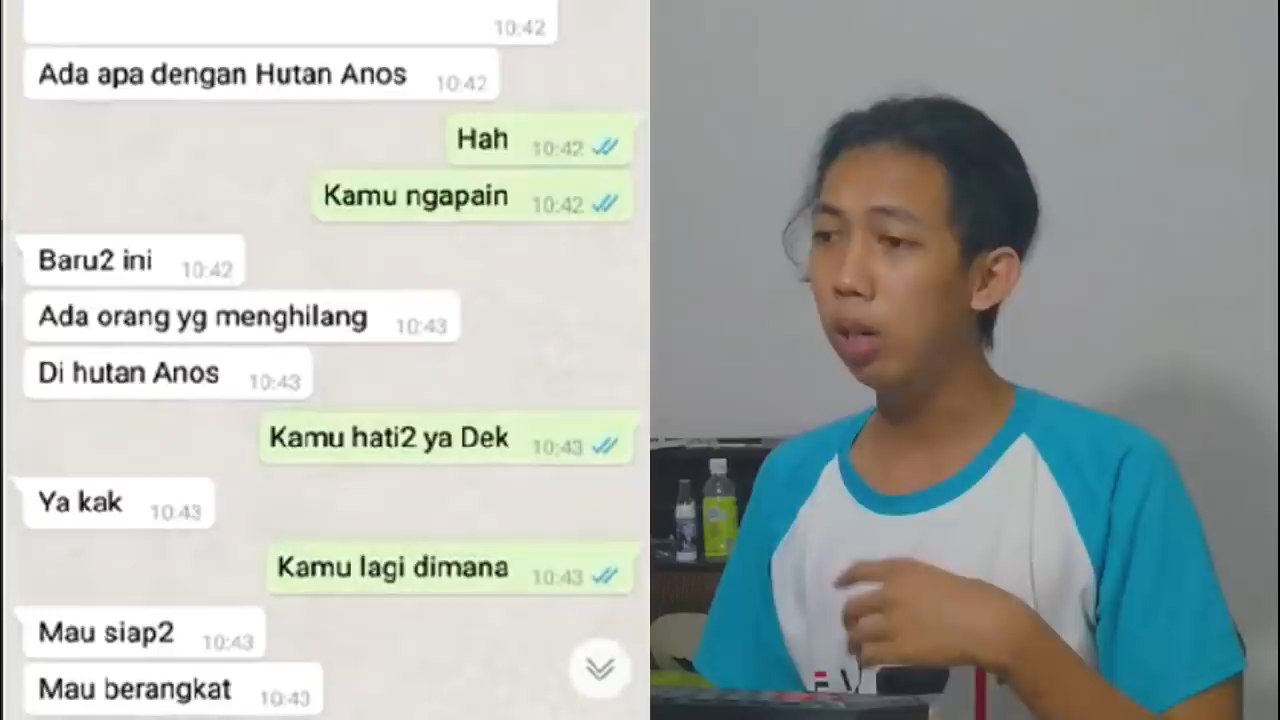 10:42
Ada apa dengan Hutan Anos 10:42
Hah 10:42
Kamu ngapain 10:42
Baru2 ini 10:42
Ada orang yg menghilang 10:43
Di hutan Anos 10:43
Kamu hati2 ya Dek 10:43
Ya kak 10:43
Kamu lagi dimana 10:43
Mau siap2 10:43
Mau berangkat 10:43